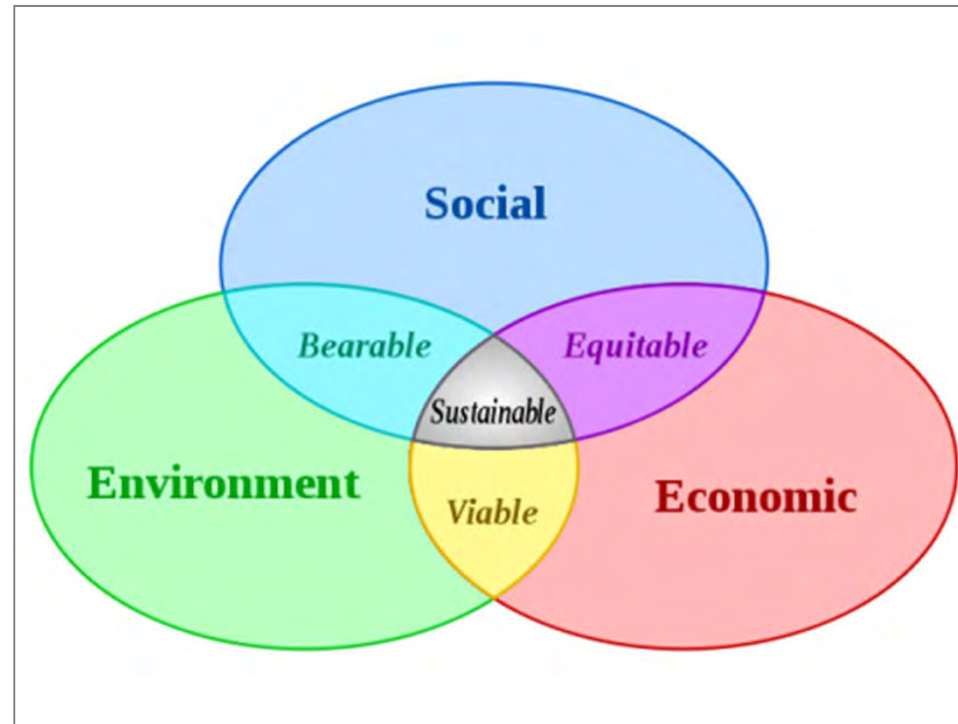 Social
Bearable
Equitable
Sustainable
Environment
Economic
Viable